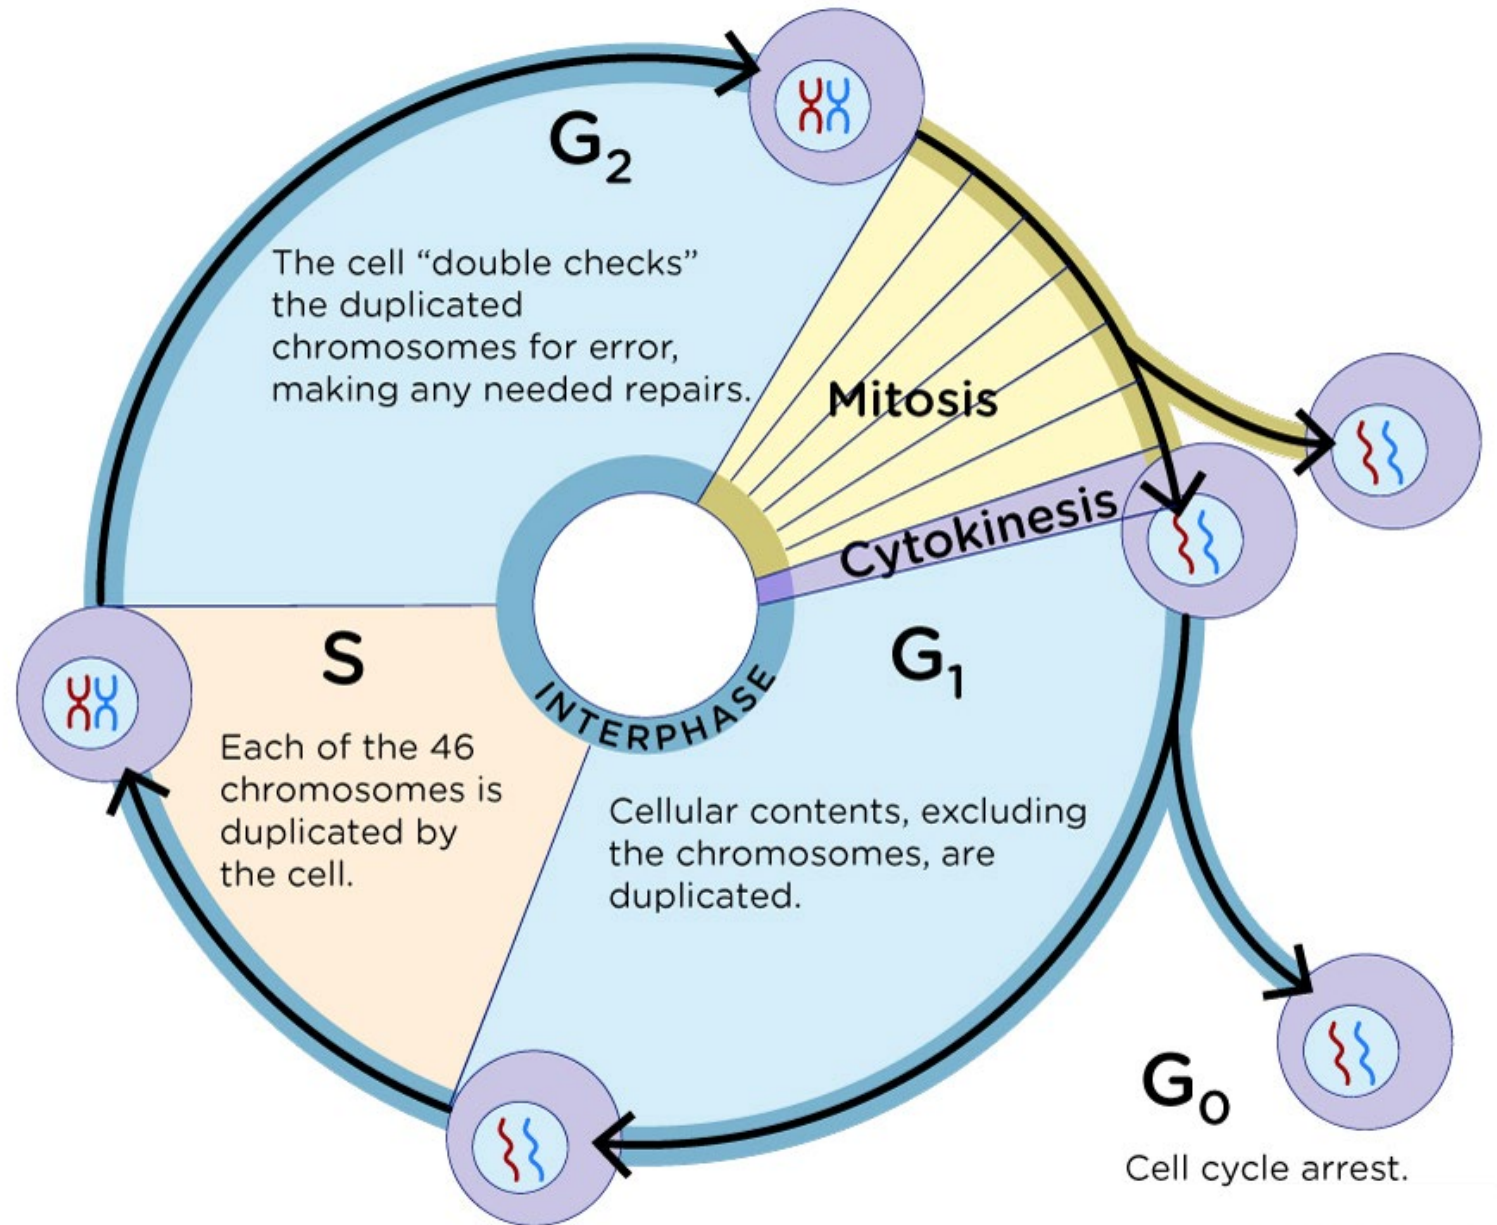 G₂
The cell “double checks”
the duplicated
chromosomes for error,
making any needed repairs.
Mitosis
Cytokinesis
S
Each of the 46
chromosomes is
duplicated by
the cell.
INTERPHASE
G₁
Cellular contents, excluding
the chromosomes, are
duplicated.
G₀
Cell cycle arrest.